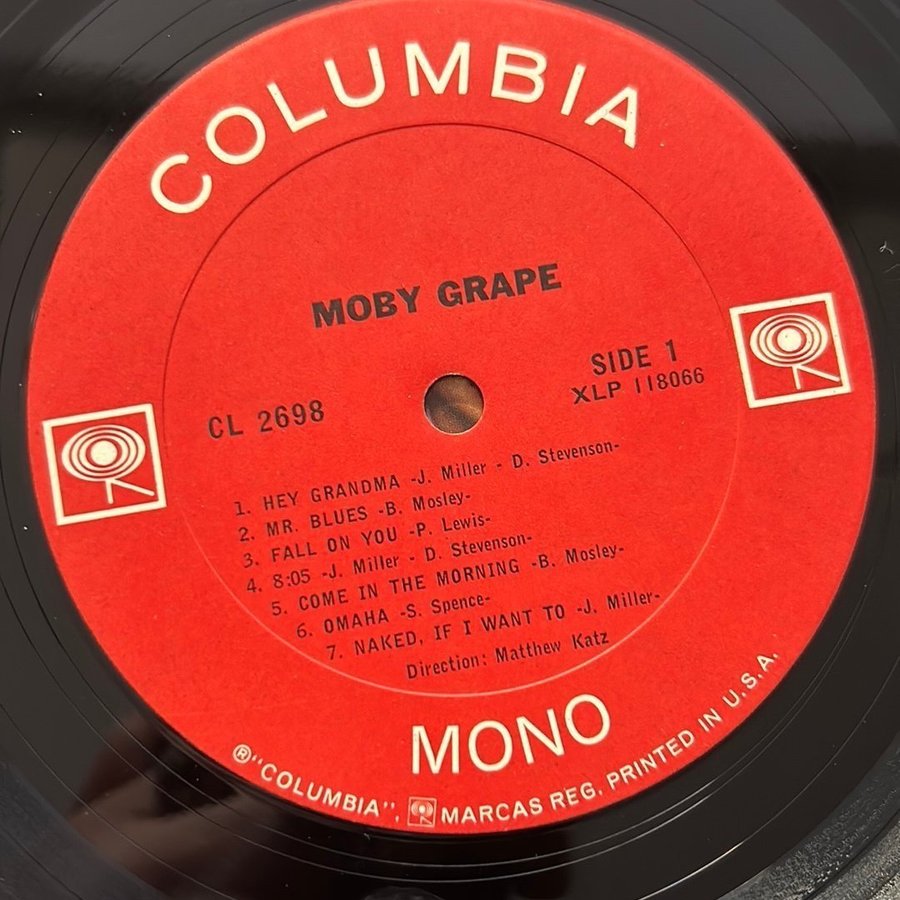 COLUMBIA
MOBY GRAPE
SIDE 1
CL 2698
XLP 118066
1. HEY GRANDMA -J. Miller - D. Stevenson-
2. MR. BLUES -B. Mosley-
3. FALL ON YOU -P. Lewis-
4. 8:05 -J. Miller - D. Stevenson-
5. COME IN THE MORNING -B. Mosley-
6. OMAHA -S. Spence-
7. NAKED, IF I WANT TO -J. Miller-
Direction: Matthew Katz
MONO
®"COLUMBIA", MARCAS REG. PRINTED IN U.S.A.